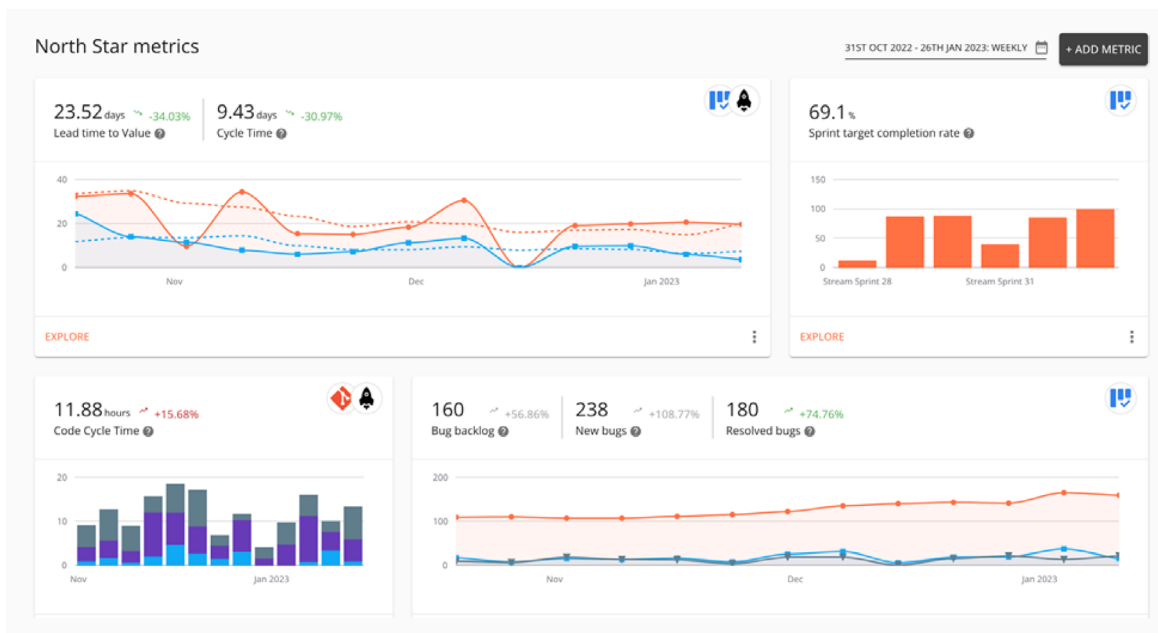 North Star metrics
31ST OCT 2022 - 26TH JAN 2023: WEEKLY
+ ADD METRIC
23.52 days -34.03%
Lead time to Value ?
9.43 days -30.97%
Cycle Time ?
40
20
0
Nov Dec Jan 2023
EXPLORE
69.1 %
Sprint target completion rate ?
150
100
50
0
Stream Sprint 28 Stream Sprint 31
EXPLORE
11.88 hours +15.68%
Code Cycle Time ?
20
10
0
Nov Jan 2023
160 +56.86%
Bug backlog ?
238 +108.77%
New bugs ?
180 +74.76%
Resolved bugs ?
200
100
0
Nov Dec Jan 2023